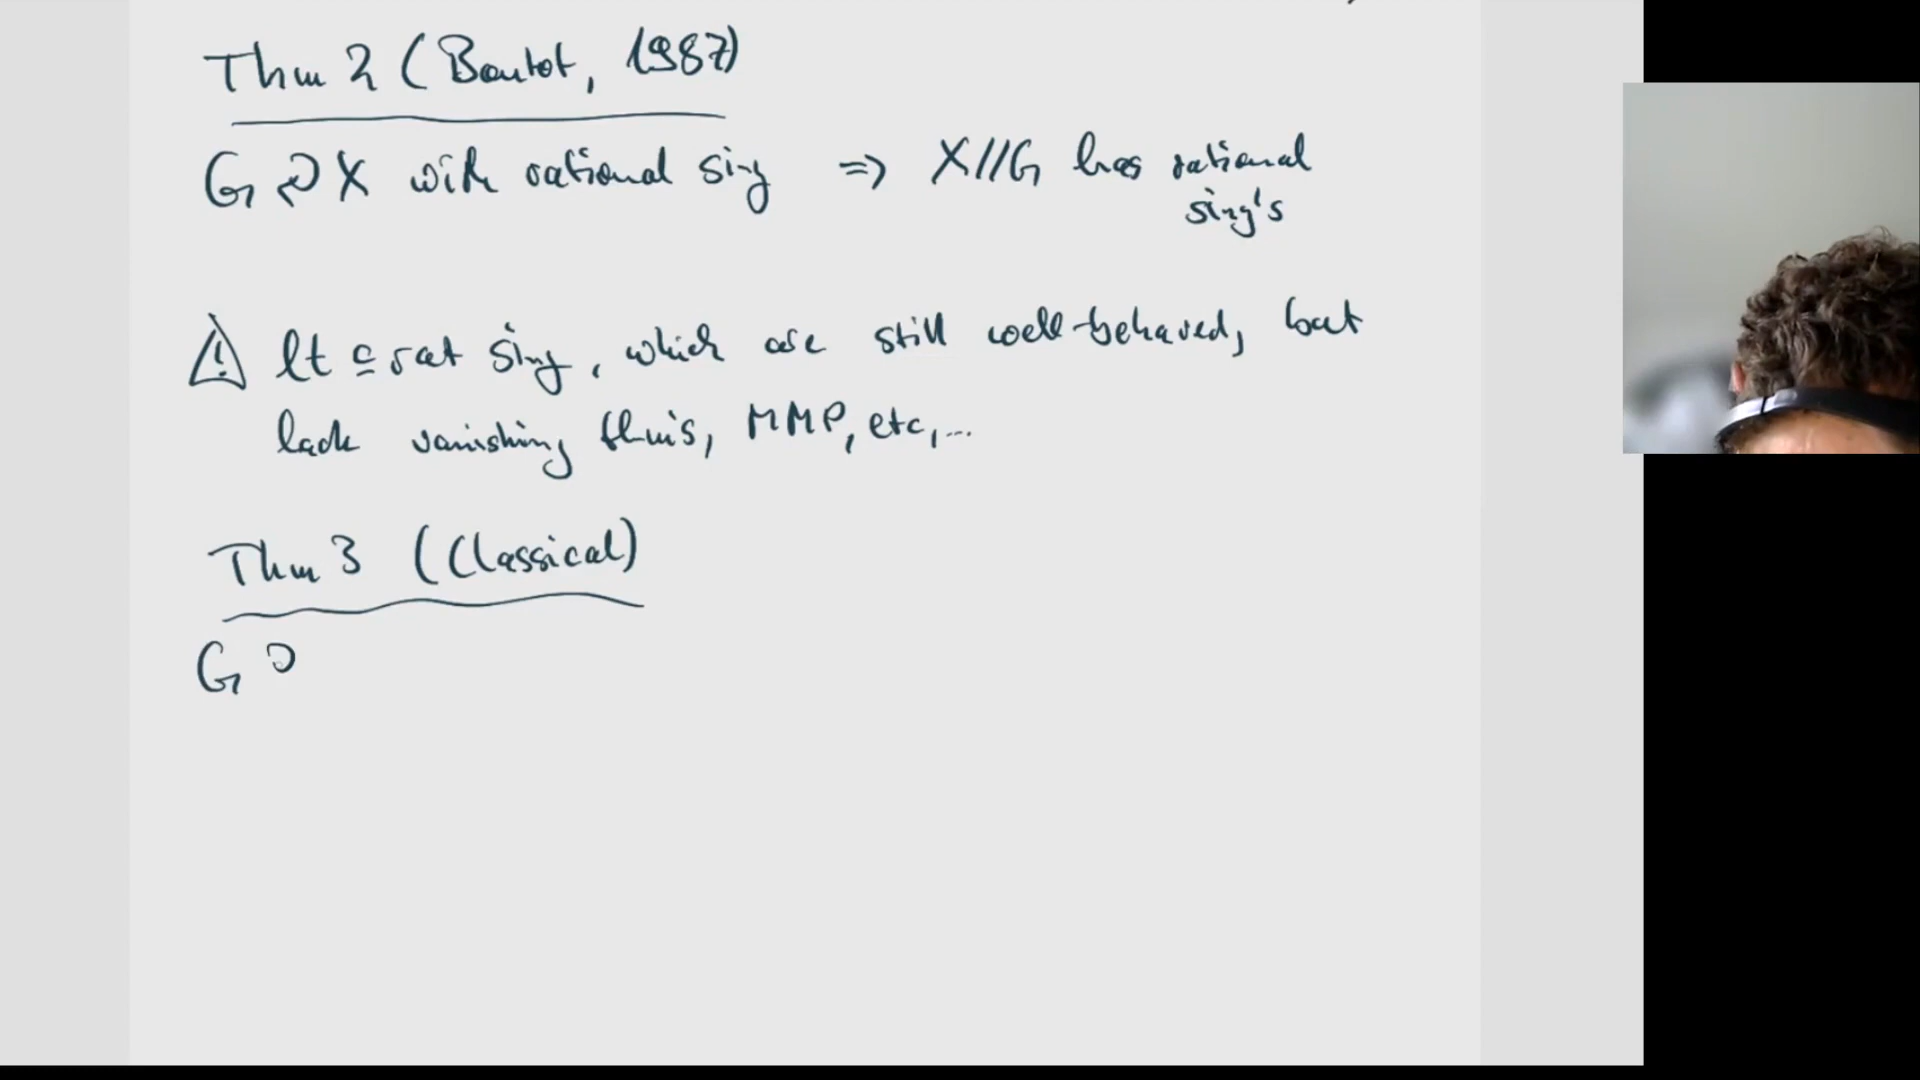 Thm 2 (Boutot, 1987)
G ↻ X with rational sing ⇒ X//G has rational
sing's
⚠ lt ⊆ rat sing, which are still well-behaved, but
lack vanishing thm's, MMP, etc,...
Thm 3 (Classical)
G